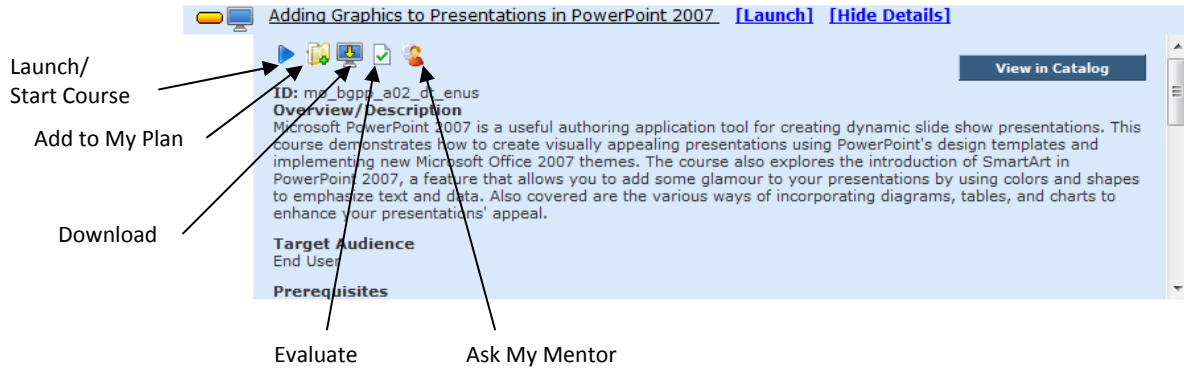 Adding Graphics to Presentations in PowerPoint 2007 [Launch] [Hide Details]
View in Catalog
Launch/
Start Course
Add to My Plan
Download
ID: mo_bgpp_a02_dt_enus
Overview/Description
Microsoft PowerPoint 2007 is a useful authoring application tool for creating dynamic slide show presentations. This
course demonstrates how to create visually appealing presentations using PowerPoint's design templates and
implementing new Microsoft Office 2007 themes. The course also explores the introduction of SmartArt in
PowerPoint 2007, a feature that allows you to add some glamour to your presentations by using colors and shapes
to emphasize text and data. Also covered are the various ways of incorporating diagrams, tables, and charts to
enhance your presentations' appeal.
Target Audience
End User
Prerequisites
Evaluate
Ask My Mentor